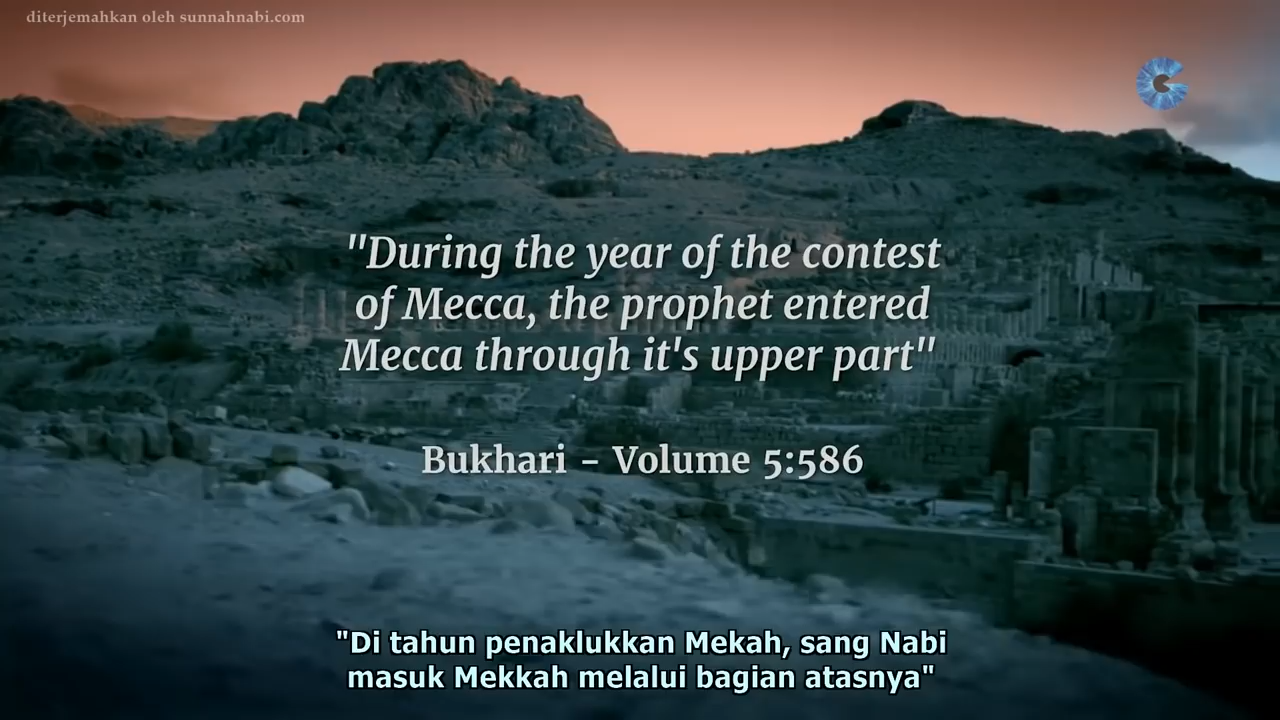 diterjemahkan oleh sunnahnabi.com
"During the year of the contest
of Mecca, the prophet entered
Mecca through it's upper part"
Bukhari – Volume 5:586
"Di tahun penaklukkan Mekah, sang Nabi
masuk Mekkah melalui bagian atasnya"